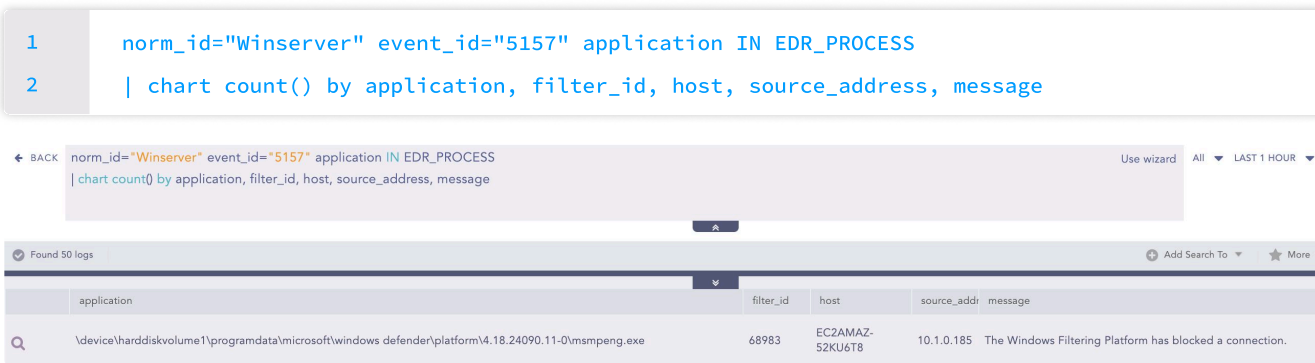 1 norm_id="Winserver" event_id="5157" application IN EDR_PROCESS
2 | chart count() by application, filter_id, host, source_address, message
BACK norm_id="Winserver" event_id="5157" application IN EDR_PROCESS Use wizard All LAST 1 HOUR
| chart count() by application, filter_id, host, source_address, message
Found 50 logs Add Search To More
application filter_id host source_addr message
\device\harddiskvolume1\programdata\microsoft\windows defender\platform\4.18.24090.11-0\msmpeng.exe 68983 EC2AMAZ-52KU6T8 10.1.0.185 The Windows Filtering Platform has blocked a connection.